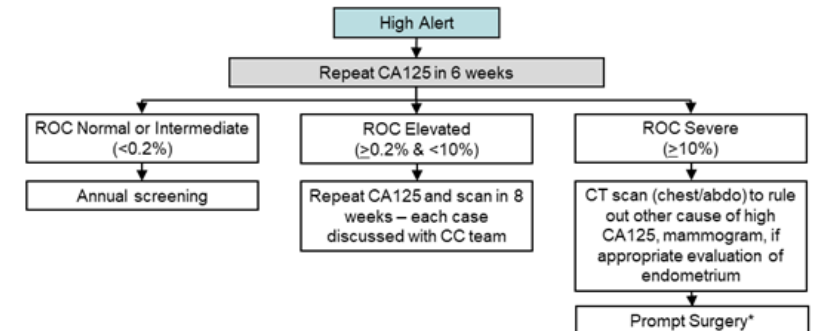 High Alert
Repeat CA125 in 6 weeks
ROC Normal or Intermediate
(<0.2%)
ROC Elevated
(≥0.2% & <10%)
ROC Severe
(≥10%)
Annual screening
Repeat CA125 and scan in 8
weeks – each case
discussed with CC team
CT scan (chest/abdo) to rule
out other cause of high
CA125, mammogram, if
appropriate evaluation of
endometrium
Prompt Surgery*